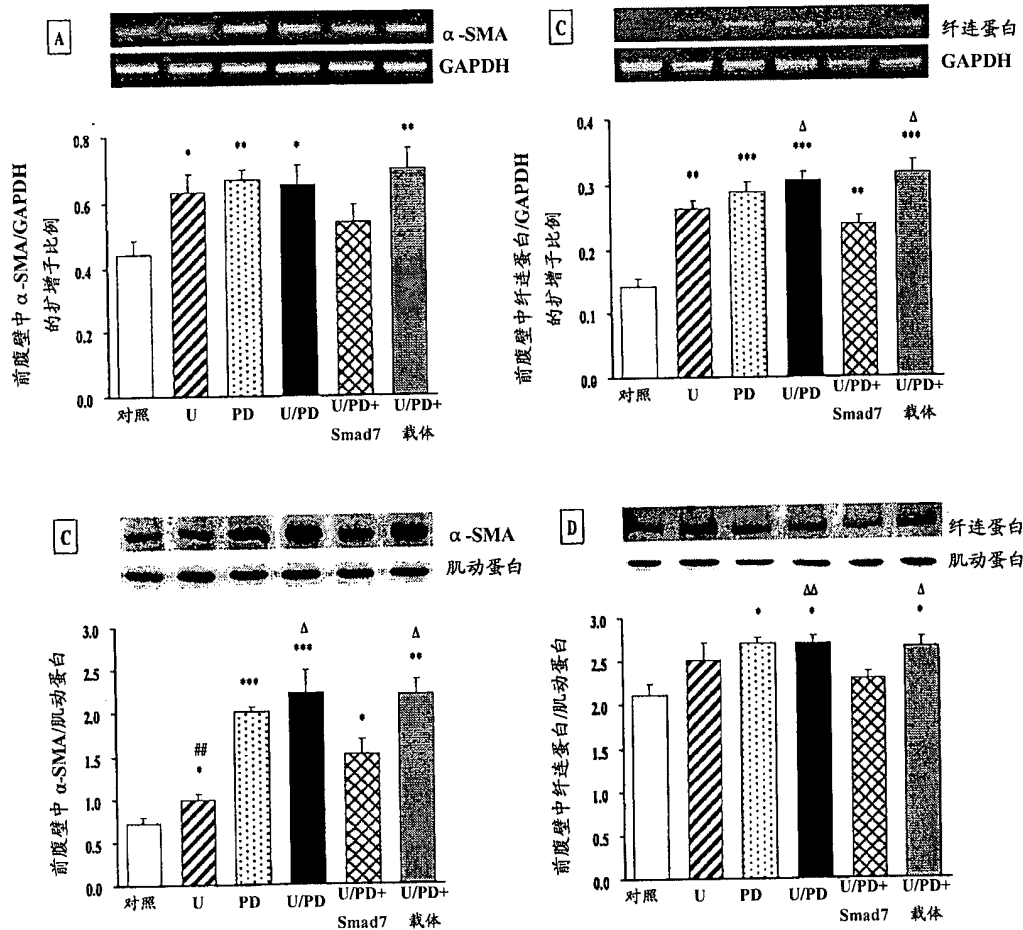 A
α-SMA
GAPDH
前腹壁中 α-SMA/GAPDH
的扩增子比例
0.8
0.6
0.4
0.2
0.0
*
**
*
**
对照
U
PD
U/PD
U/PD+
Smad7
U/PD+
载体
C
纤连蛋白
GAPDH
前腹壁中纤连蛋白/GAPDH
的扩增子比例
0.4
0.3
0.2
0.1
0.0
**
***
Δ
***
**
Δ
***
对照
U
PD
U/PD
U/PD+
Smad7
U/PD+
载体
C
α-SMA
肌动蛋白
前腹壁中 α-SMA/肌动蛋白
3.0
2.5
2.0
1.5
1.0
0.5
0.0
##
*
***
Δ
***
*
Δ
**
对照
U
PD
U/PD
U/PD+
Smad7
U/PD+
载体
D
纤连蛋白
肌动蛋白
前腹壁中纤连蛋白/肌动蛋白
3.0
2.5
2.0
1.5
1.0
0.5
0.0
*
ΔΔ
*
Δ
*
对照
U
PD
U/PD
U/PD+
Smad7
U/PD+
载体